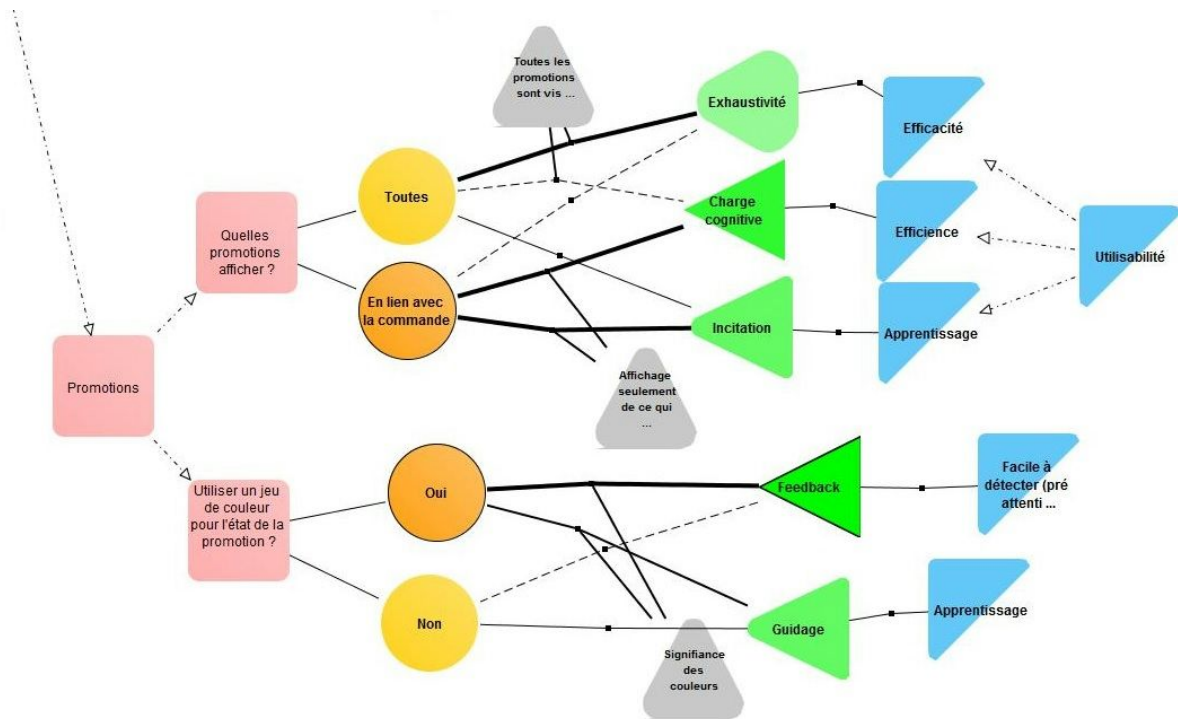 Toutes les
promotions
sont vis ...
Exhaustivité
Efficacité
Toutes
Charge
cognitive
Quelles
promotions
afficher ?
Efficience
Utilisabilité
En lien avec
la commande
Incitation
Apprentissage
Promotions
Affichage
seulement
de ce qui
...
Utiliser un jeu
de couleur
pour l'état de la
promotion ?
Oui
Feedback
Facile à
détecter (pré
attenti ...
Non
Guidage
Apprentissage
Signifiance
des
couleurs